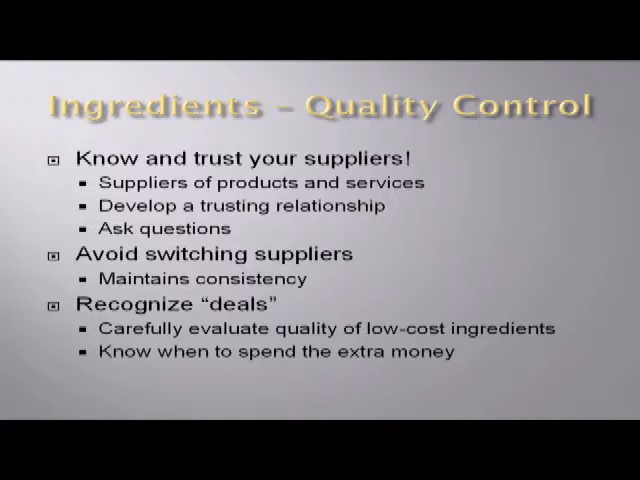 Ingredients – Quality Control
Know and trust your suppliers!
Suppliers of products and services
Develop a trusting relationship
Ask questions
Avoid switching suppliers
Maintains consistency
Recognize “deals”
Carefully evaluate quality of low-cost ingredients
Know when to spend the extra money